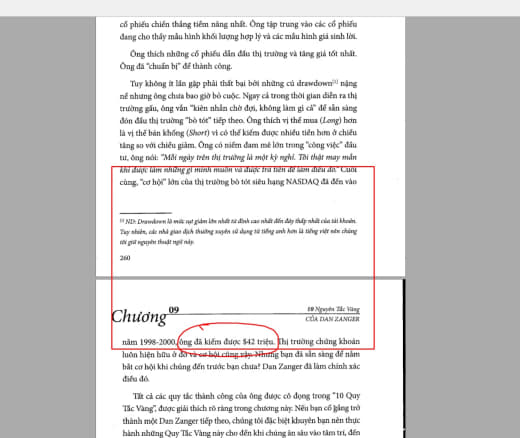 cổ phiếu chiến thắng tiềm năng nhất. Ông tập trung vào các cổ phiếu
đang cho thấy mẫu hình khối lượng hợp lý và các mẫu hình giá sinh lời.
Ông thích những cổ phiếu dẫn đầu thị trường và tăng giá tốt nhất.
Ông đã "chuẩn bị" để thành công.
Tuy không ít lần gặp phải thất bại bởi những cú drawdown[1] nặng
nề nhưng ông chưa bao giờ bỏ cuộc. Ngay cả trong thời gian diễn ra thị
trường gấu, ông vẫn "kiên nhẫn chờ đợi, không làm gì cả" để sẵn sàng
đón đầu thị trường "bò tót" tiếp theo. Ông thích vị thế mua (Long) hơn
là vị thế bán khống (Short) vì có thể kiếm được nhiều tiền hơn ở chiều
tăng so với chiều giảm. Ông có niềm đam mê lớn trong "công việc" đầu
tư, ông nói: "Mỗi ngày trên thị trường là một kỳ nghỉ. Tôi thật may mắn
khi được làm những gì mình muốn và được trả tiền để làm điều đó." Cuối
cùng, "cơ hội" lớn của thị trường bò tót siêu hạng NASDAQ đã đến vào
[1] ND: Drawdown là mức sụt giảm lớn nhất từ đỉnh cao nhất đến đáy thấp nhất của tài khoản.
Tuy nhiên, các nhà giao dịch thường xuyên sử dụng từ tiếng anh hơn là tiếng việt nên chúng
tôi giữ nguyên thuật ngữ này.
260
Chương 09
10 Nguyên Tắc Vàng
CỦA DAN ZANGER
năm 1998-2000, ông đã kiếm được $42 triệu. Thị trường chứng khoán
luôn hiện hữu ở đó và cơ hội cũng vậy. Nhưng bạn đã sẵn sàng để nắm
bắt cơ hội khi chúng đến trước bạn chưa? Dan Zanger đã làm chính xác
điều đó.
Tất cả các quy tắc thành công của ông được cô đọng trong "10 Quy
Tắc Vàng", được giải thích rõ ràng trong chương này. Nếu bạn cố gắng trở
thành một Dan Zanger tiếp theo, chúng tôi đặc biệt khuyên bạn nên thực
hành những Quy Tắc Vàng này cho đến khi chúng ăn sâu vào tâm trí, đến